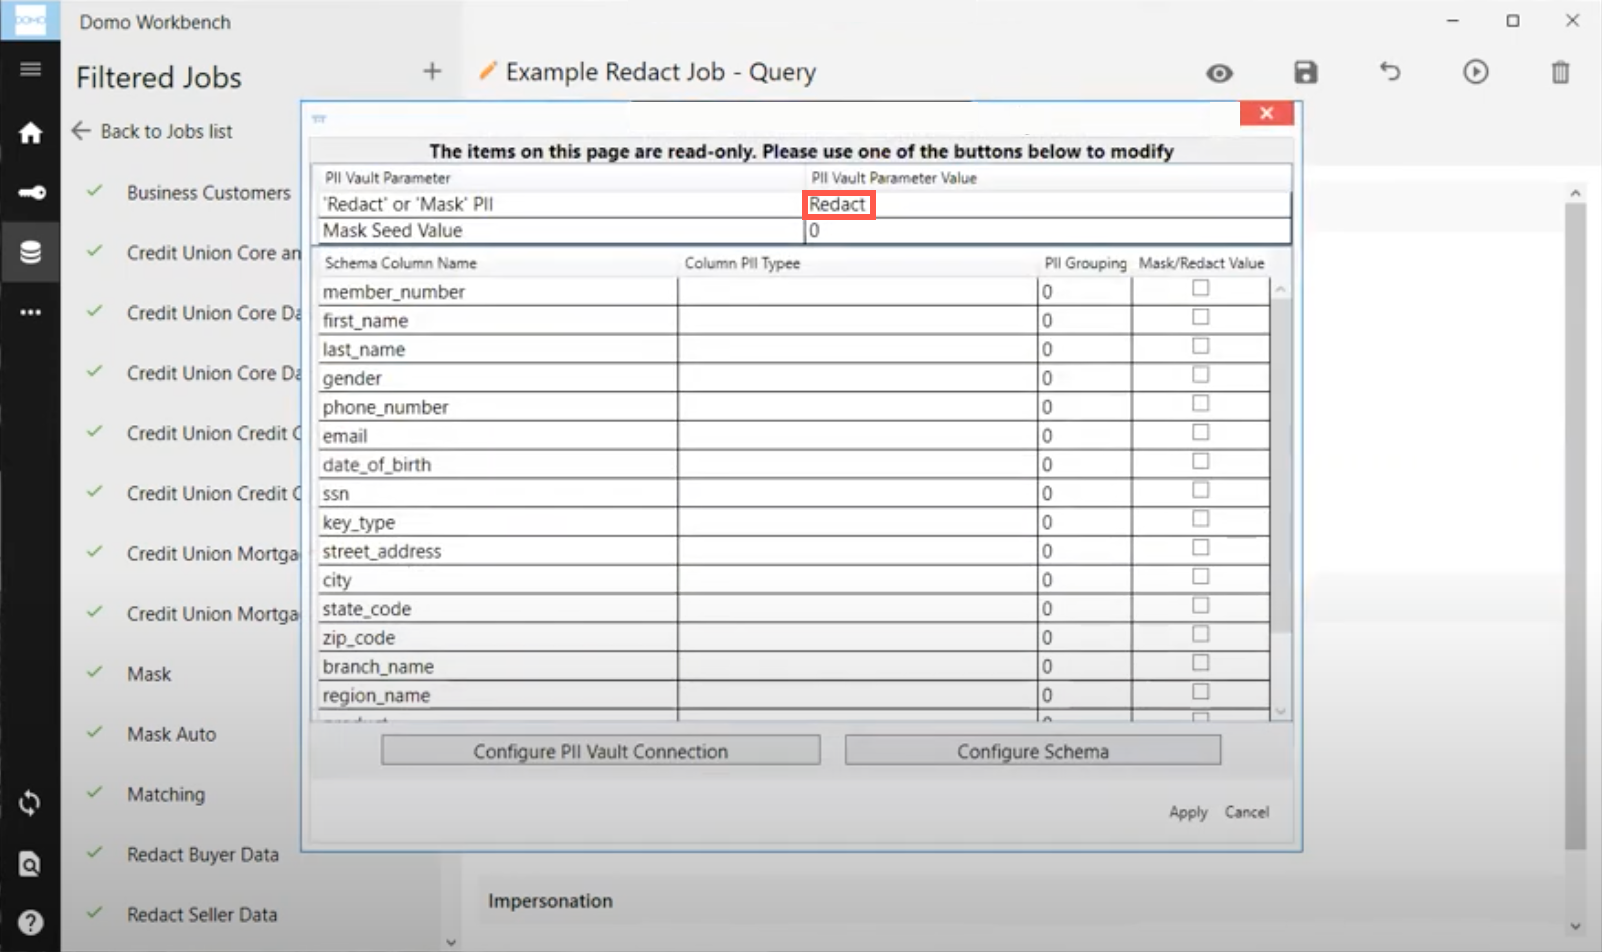 DOMO
Domo Workbench
Filtered Jobs
Example Redact Job - Query
Back to Jobs list
Business Customers
Credit Union Core an
Credit Union Core Da
Credit Union Core Da
Credit Union Credit C
Credit Union Credit C
Credit Union Mortga
Credit Union Mortga
Mask
Mask Auto
Matching
Redact Buyer Data
Redact Seller Data
The items on this page are read-only. Please use one of the buttons below to modify
PII Vault Parameter PII Vault Parameter Value
'Redact' or 'Mask' PII Redact
Mask Seed Value 0
Schema Column Name Column PII Typee PII Grouping Mask/Redact Value
member_number 0
first_name 0
last_name 0
gender 0
phone_number 0
email 0
date_of_birth 0
ssn 0
key_type 0
street_address 0
city 0
state_code 0
zip_code 0
branch_name 0
region_name 0
Configure PII Vault Connection Configure Schema
Apply Cancel
Impersonation